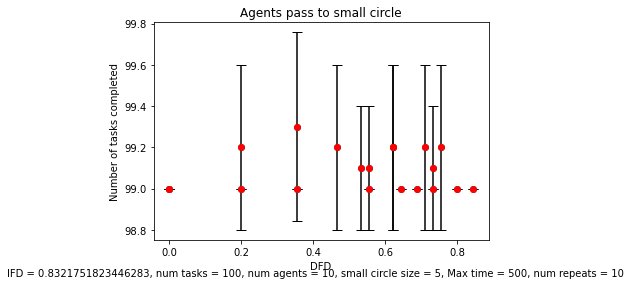 Agents pass to small circle
Number of tasks completed
99.8
99.6
99.4
99.2
99.0
98.8
0.0 0.2 0.4 0.6 0.8
DFD
IFD = 0.8321751823446283, num tasks = 100, num agents = 10, small circle size = 5, Max time = 500, num repeats = 10